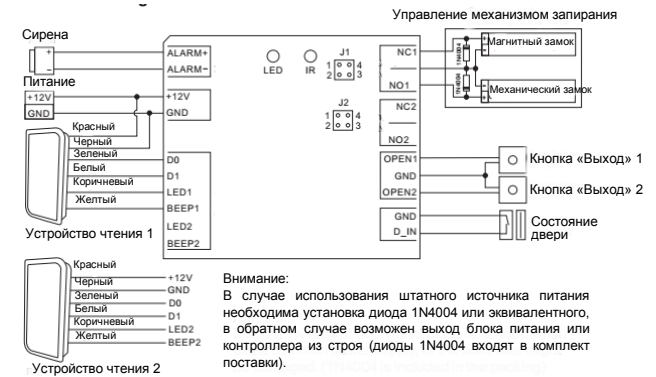 Управление механизмом запирания
Сирена
ALARM+
ALARM–
LED
IR
J1
1 4
2 3
NC1
NO1
Магнитный замок
1N4004
1N4004
Механический замок
Питание
+12V
GND
+12V
GND
J2
1 4
2 3
NC2
NO2
Красный
Черный
Зеленый
Белый
Коричневый
Желтый
D0
D1
LED1
BEEP1
LED2
BEEP2
OPEN1
GND
OPEN2
GND
D_IN
Кнопка «Выход» 1
Кнопка «Выход» 2
Состояние
двери
Устройство чтения 1
Красный
Черный
Зеленый
Белый
Коричневый
Желтый
+12V
GND
D0
D1
LED2
BEEP2
Устройство чтения 2
Внимание:
В случае использования штатного источника питания
необходима установка диода 1N4004 или эквивалентного,
в обратном случае возможен выход блока питания или
контроллера из строя (диоды 1N4004 входят в комплект
поставки).